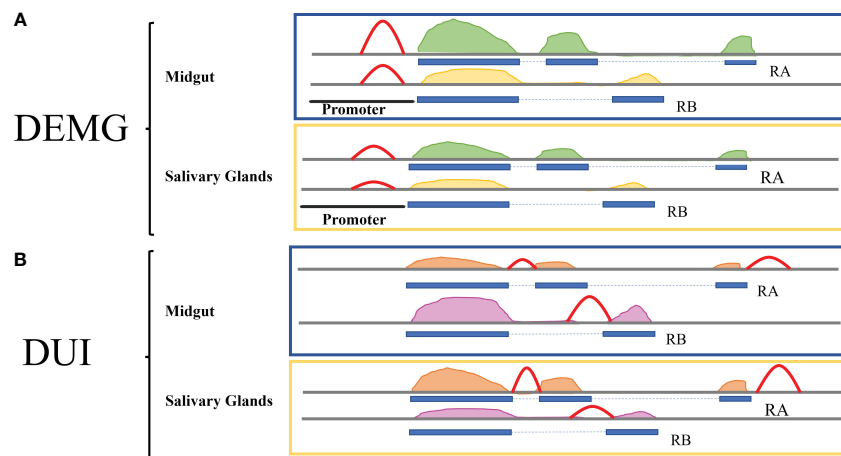 A
Midgut
RA
Promoter
RB
DEMG
Salivary Glands
RA
RB
Promoter
B
Midgut
RA
RB
DUI
Salivary Glands
RA
RB